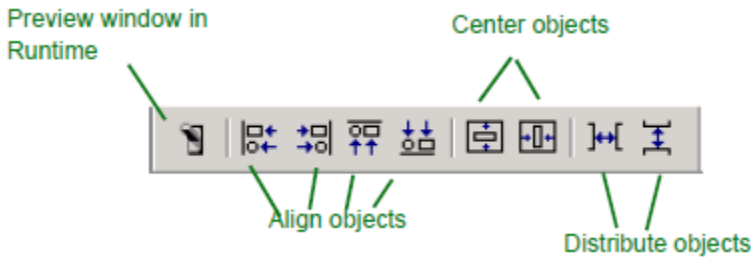 Preview window in
Runtime
Center objects
Align objects
Distribute objects